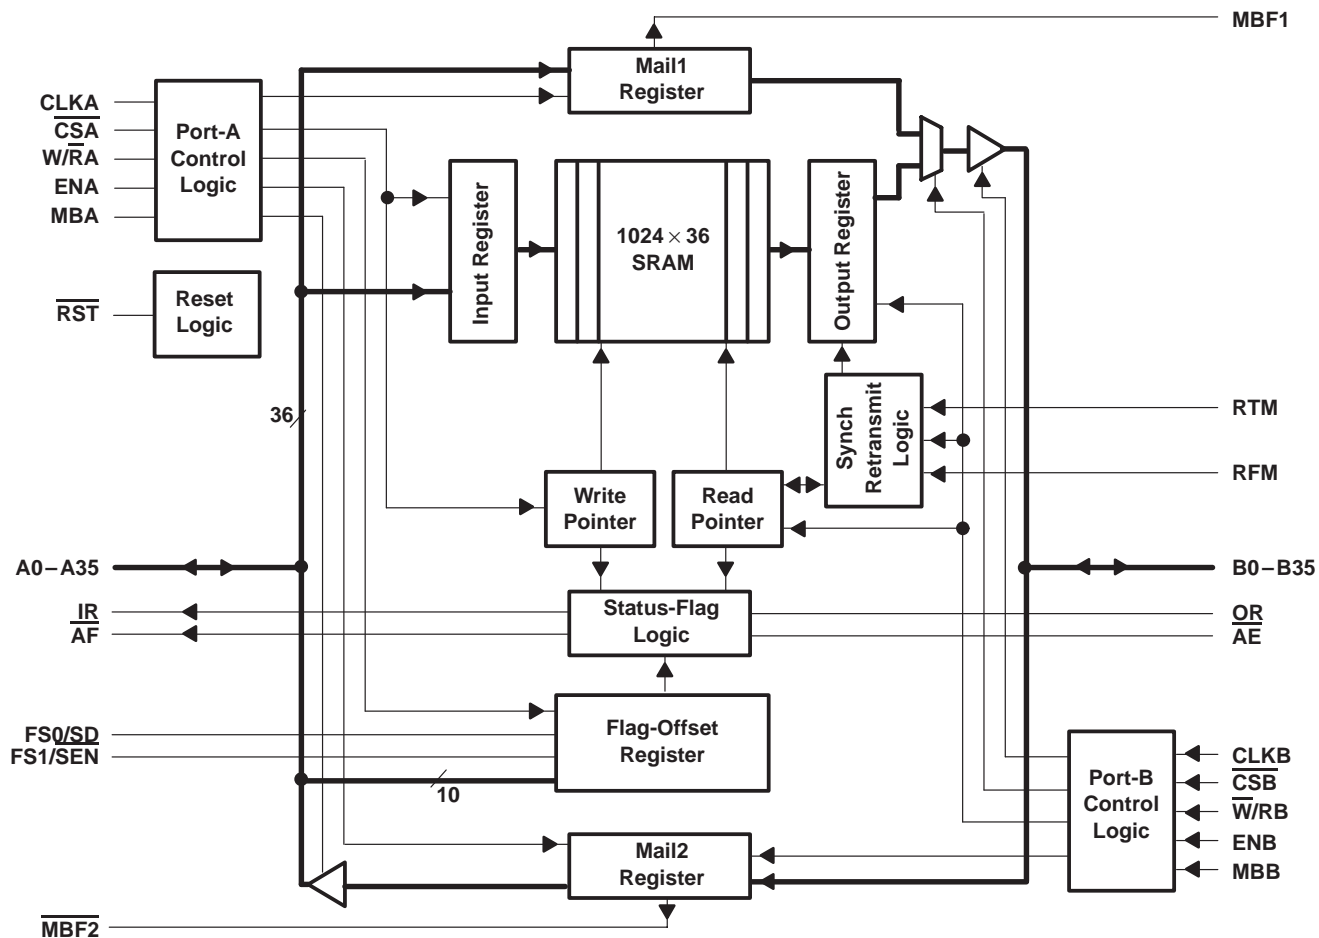 MBF1
Mail1
Register
CLKA
CSA
W/RA
ENA
MBA
Port-A
Control
Logic
Input Register
1024 × 36
SRAM
Output Register
RST
Reset
Logic
36
Synch
Retransmit
Logic
RTM
RFM
Write
Pointer
Read
Pointer
A0–A35
B0–B35
IR
AF
Status-Flag
Logic
OR
AE
FS0/SD
FS1/SEN
Flag-Offset
Register
10
Port-B
Control
Logic
CLKB
CSB
W/RB
ENB
MBB
Mail2
Register
MBF2